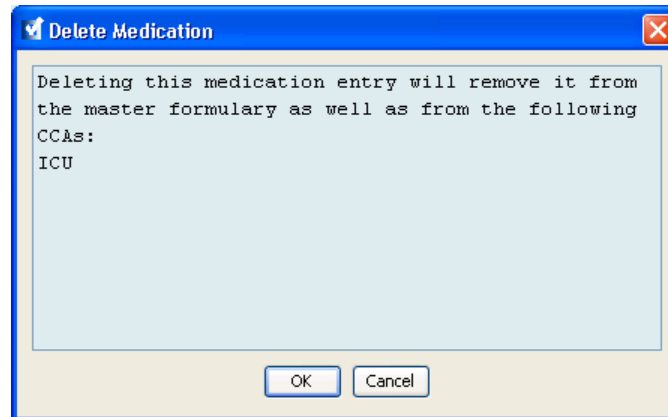 Delete Medication
Deleting this medication entry will remove it from
the master formulary as well as from the following
CCAs:
ICU
OK Cancel